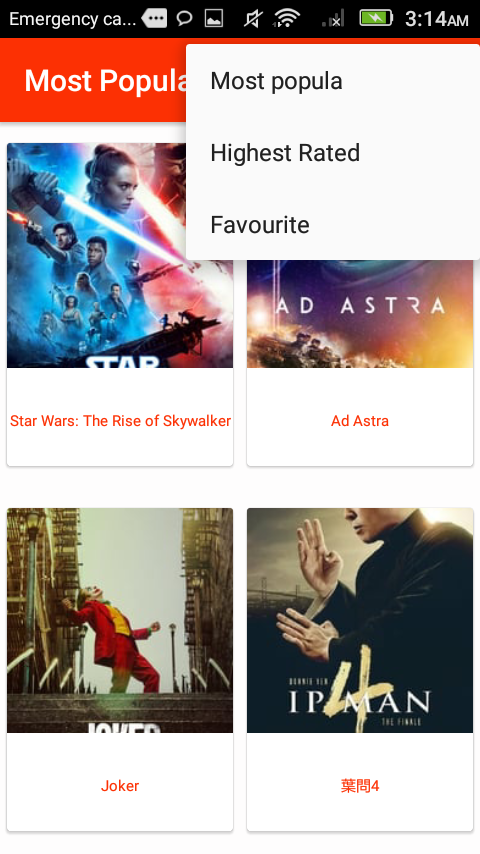 Emergency ca...
3:14AM
Most Popula
Most popula
Highest Rated
Favourite
STAR
AD ASTRA
Star Wars: The Rise of Skywalker
Ad Astra
JOKER
DONNIE YEN
IP MAN 4
THE FINALE
Joker
葉問4